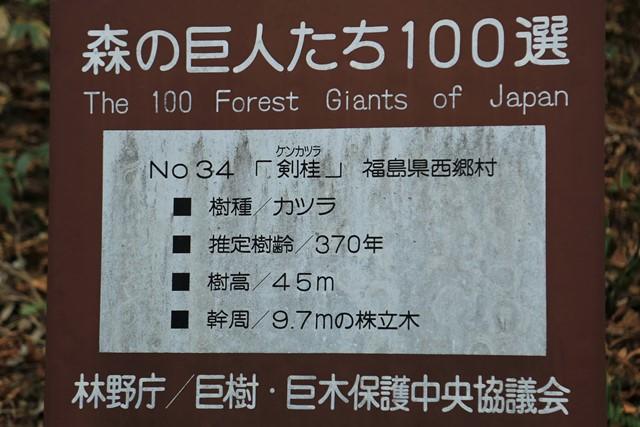 森の巨人たち100選
The 100 Forest Giants of Japan
ケンカツラ
No34 「剣桂」 福島県西郷村
■ 樹種／カツラ
■ 推定樹齢／370年
■ 樹高／45m
■ 幹周／9.7mの株立木
林野庁／巨樹・巨木保護中央協議会